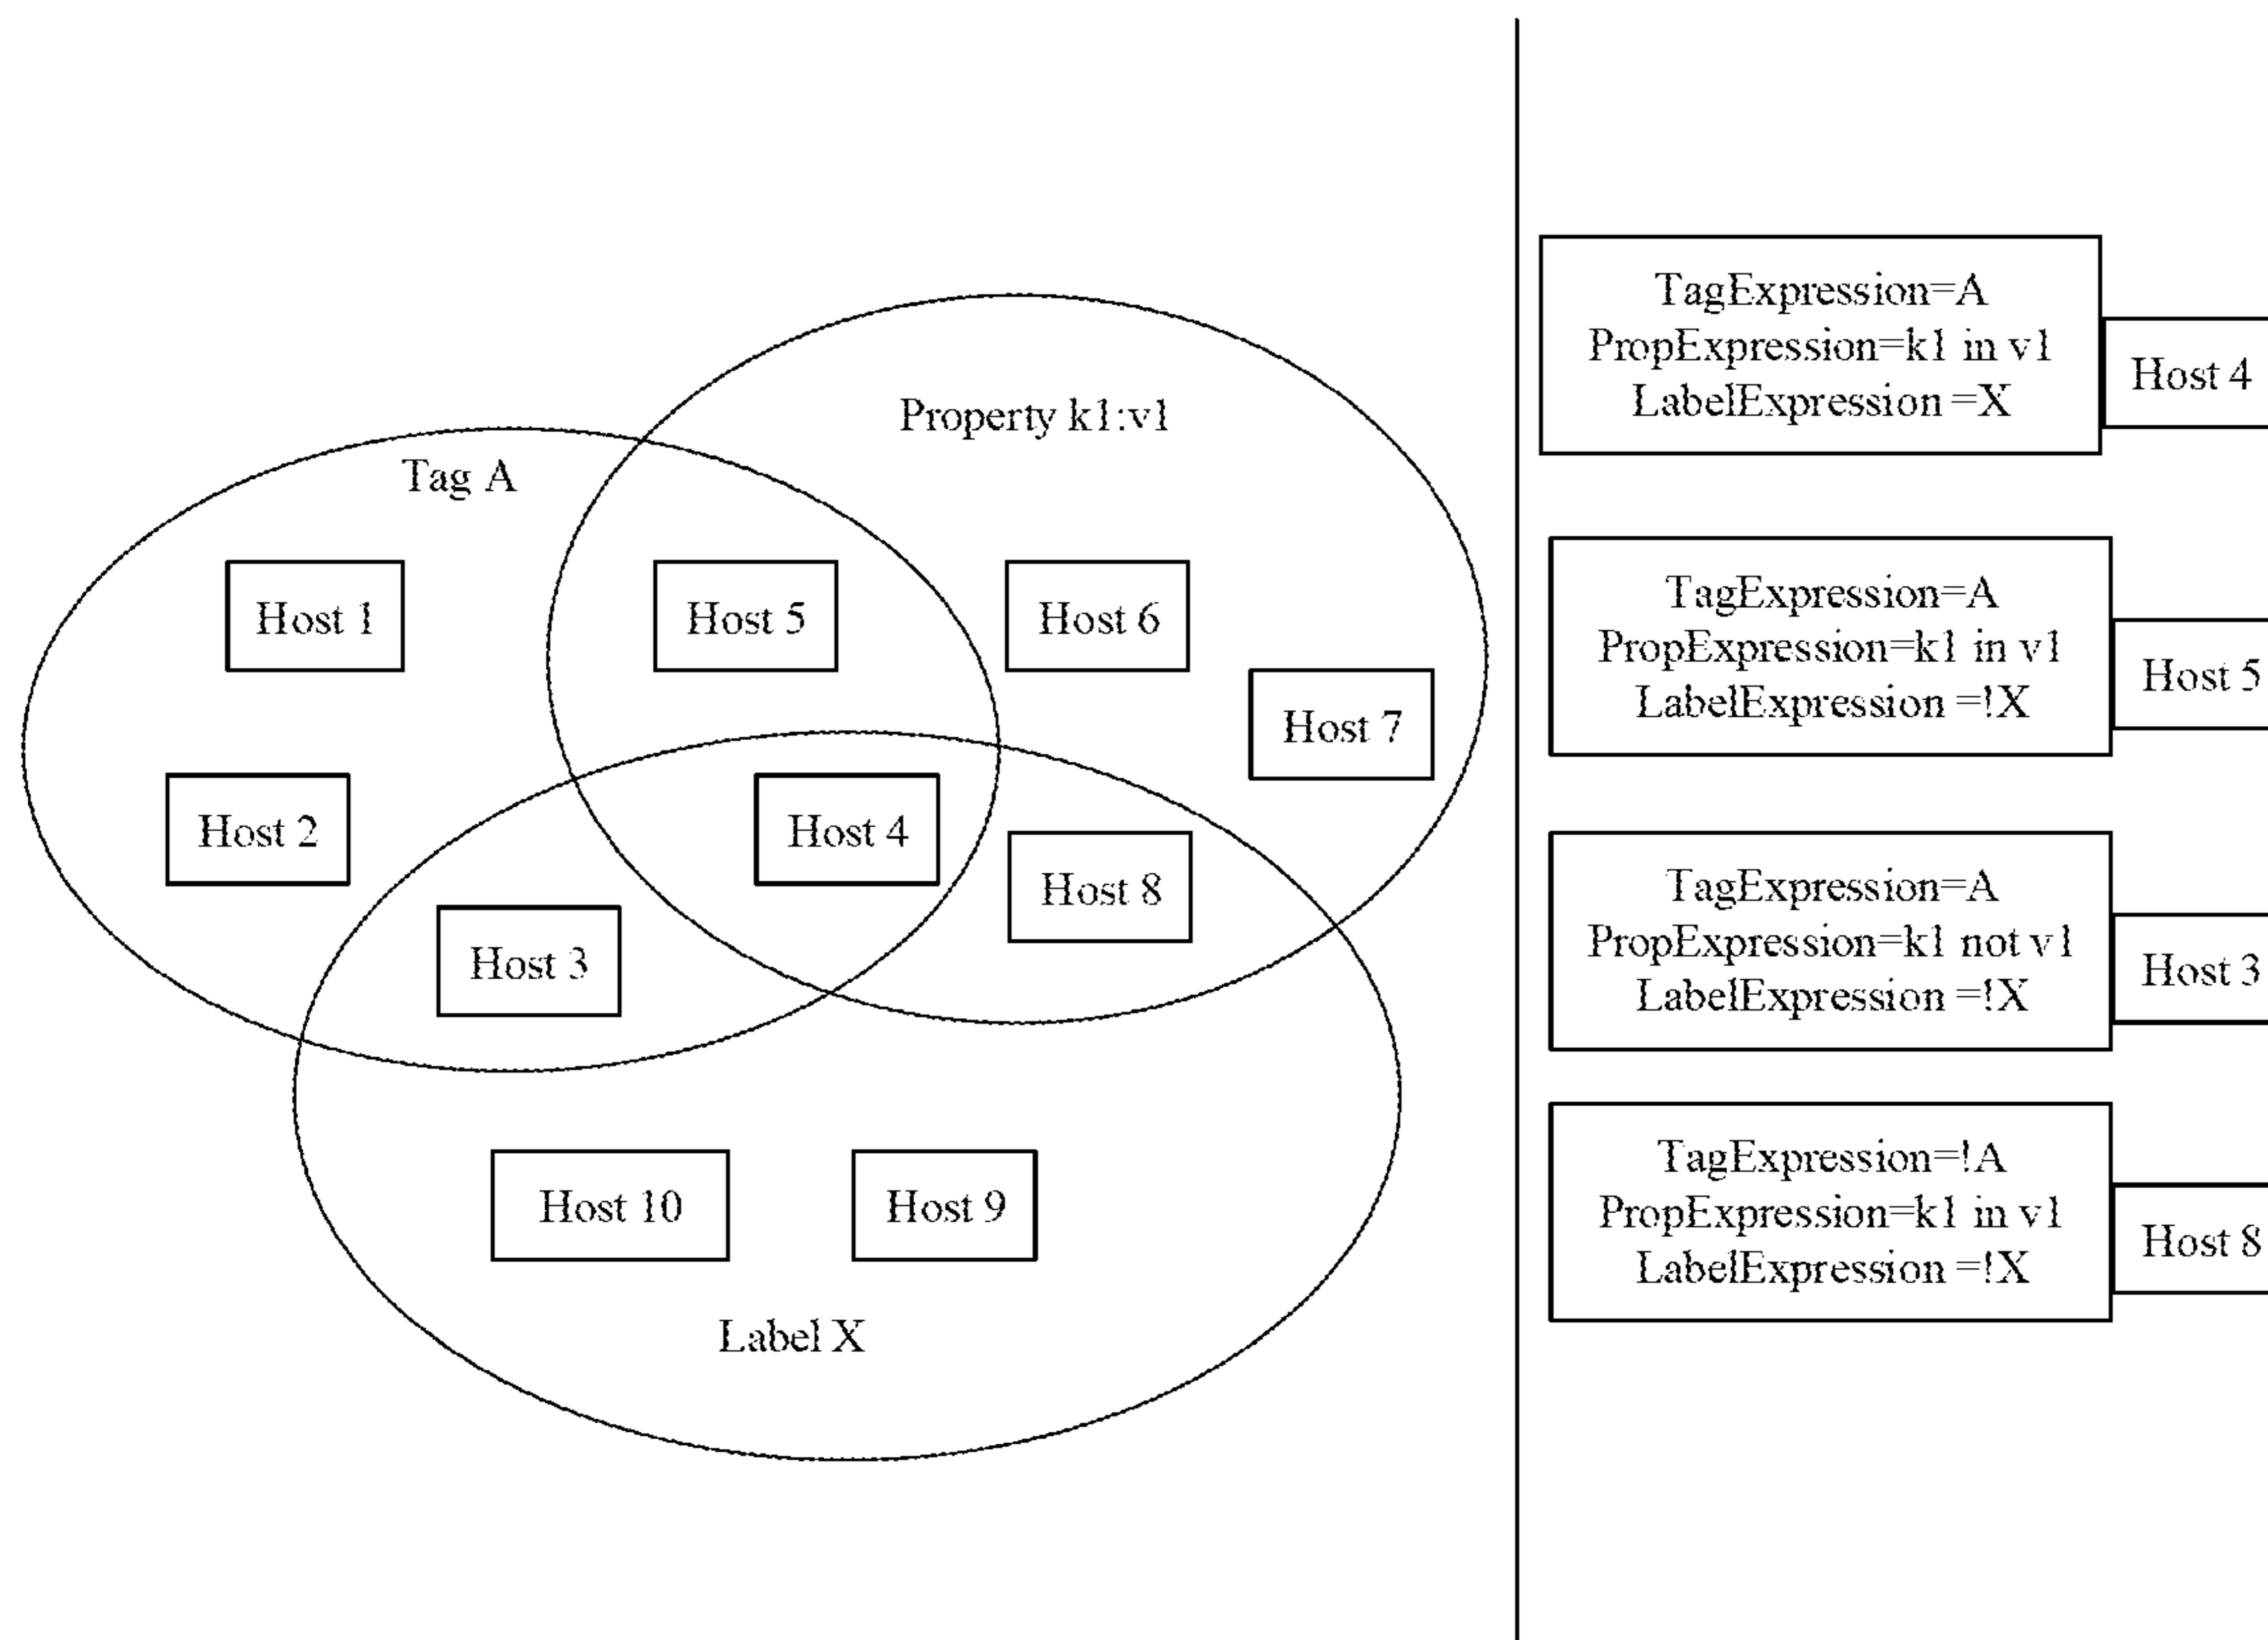 Property k1:v1
Tag A
Host 1
Host 5
Host 6
Host 7
Host 2
Host 4
Host 8
Host 3
Host 10
Host 9
Label X
TagExpression=A
PropExpression=k1 in v1
LabelExpression =X
Host 4
TagExpression=A
PropExpression=k1 in v1
LabelExpression =!X
Host 5
TagExpression=A
PropExpression=k1 not v1
LabelExpression =!X
Host 3
TagExpression=!A
PropExpression=k1 in v1
LabelExpression =!X
Host 8